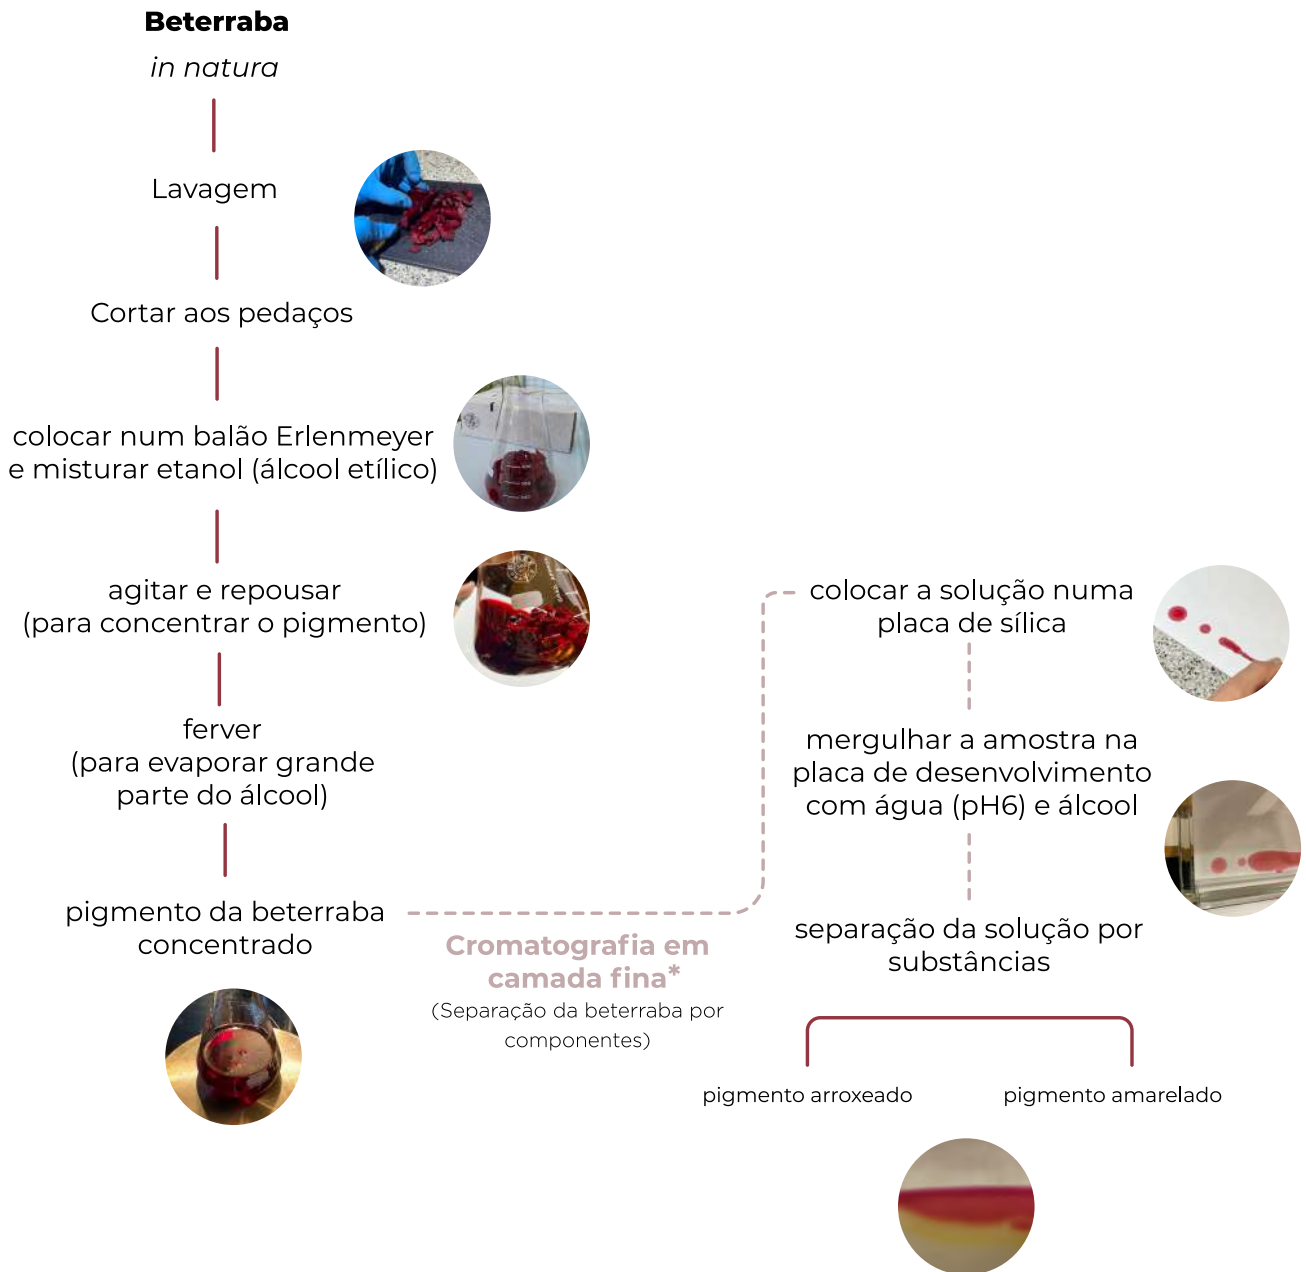 Beterraba
in natura
Lavagem
Cortar aos pedaços
colocar num balão Erlenmeyer
e misturar etanol (álcool etílico)
agitar e repousar
(para concentrar o pigmento)
ferver
(para evaporar grande
parte do álcool)
pigmento da beterraba
concentrado
Cromatografia em
camada fina*
(Separação da beterraba por
componentes)
colocar a solução numa
placa de sílica
mergulhar a amostra na
placa de desenvolvimento
com água (pH6) e álcool
separação da solução por
substâncias
pigmento arroxeado
pigmento amarelado